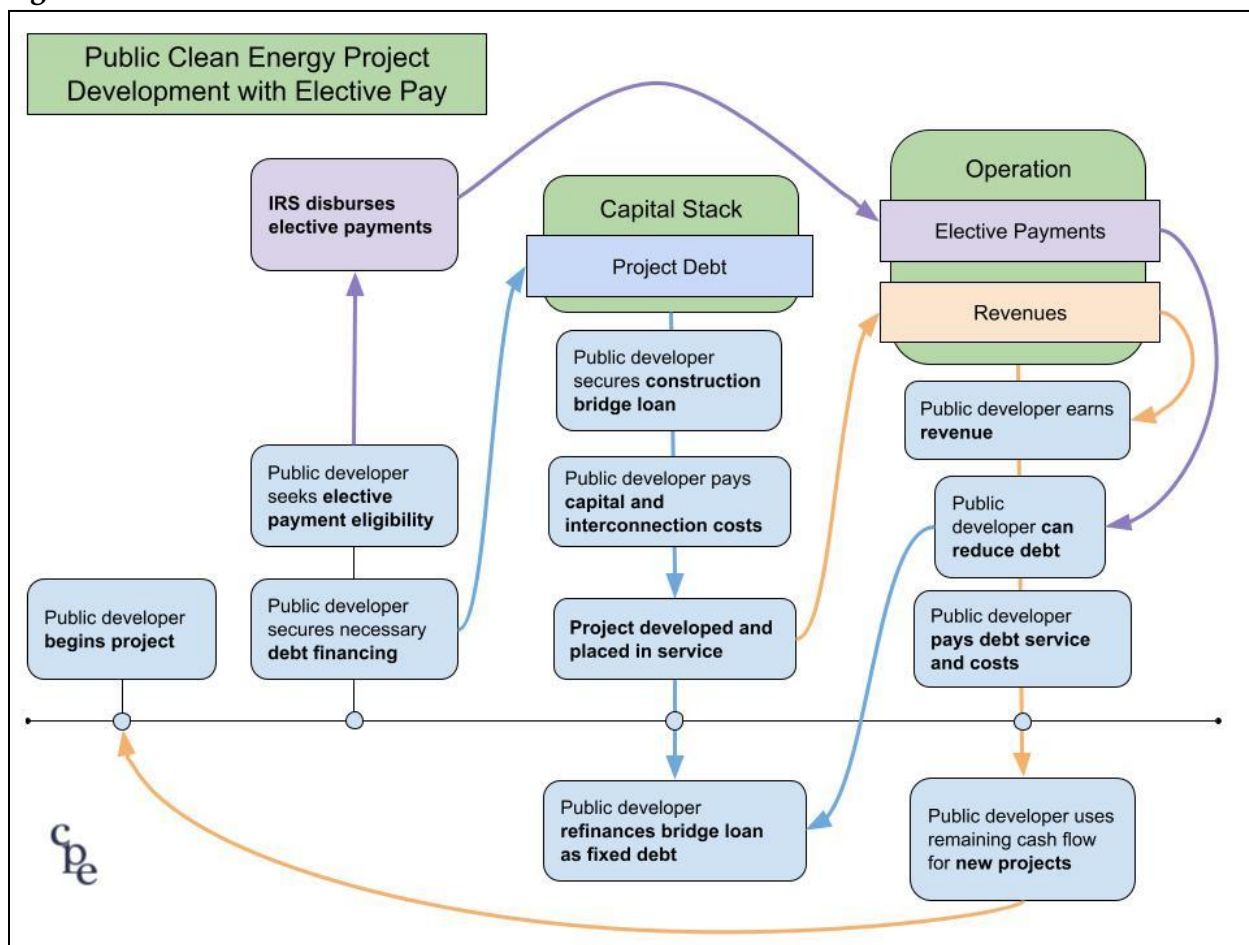 Public Clean Energy Project
Development with Elective Pay
IRS disburses
elective payments
Capital Stack
Project Debt
Operation
Elective Payments
Revenues
Public developer
secures construction
bridge loan
Public developer earns
revenue
Public developer
seeks elective
payment eligibility
Public developer pays
capital and
interconnection costs
Public
developer can
reduce debt
Public developer
begins project
Public developer
secures necessary
debt financing
Project developed and
placed in service
Public developer
pays debt service
and costs
Public developer
refinances bridge loan
as fixed debt
Public developer uses
remaining cash flow
for new projects
cpe